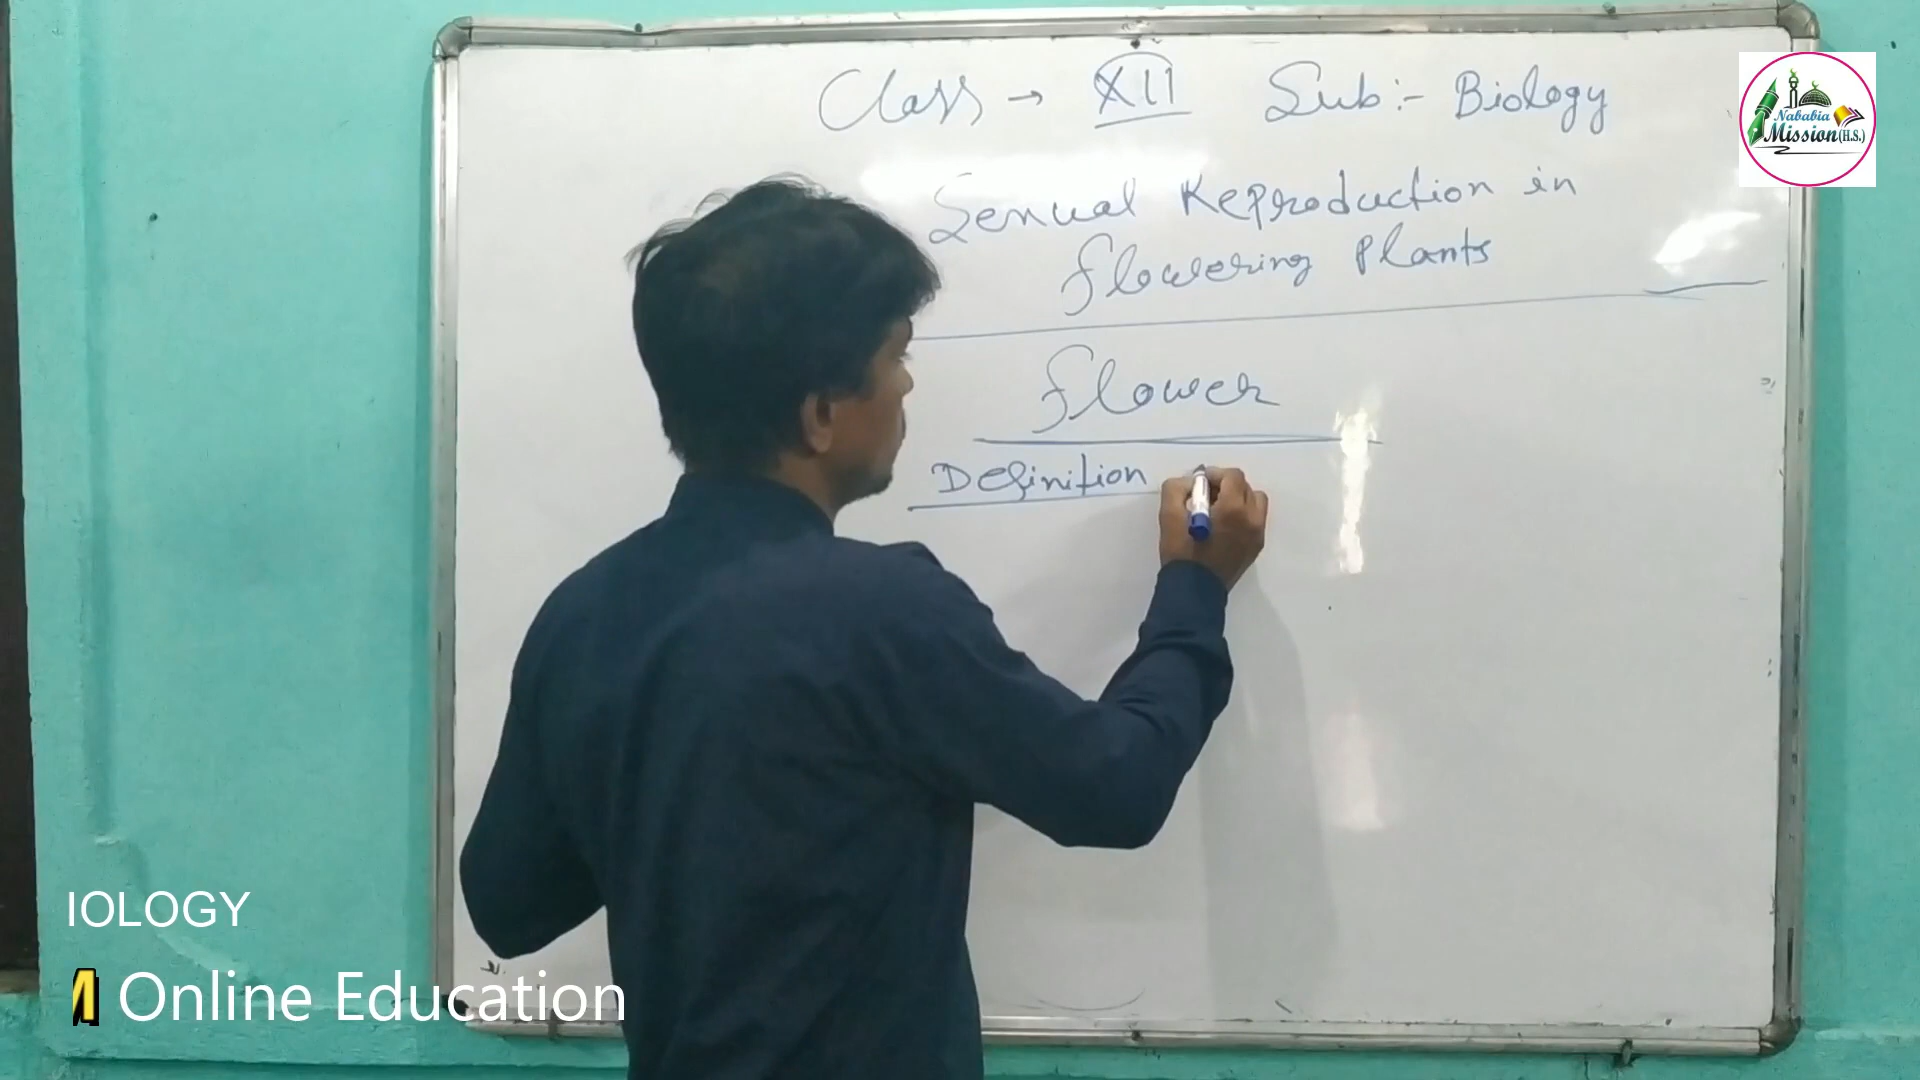 Class → XII Sub :- Biology
Sexual Reproduction in
Flowering Plants
Flower
Definition
Nababia
Mission (H.S.)
IOLOGY
Online Education